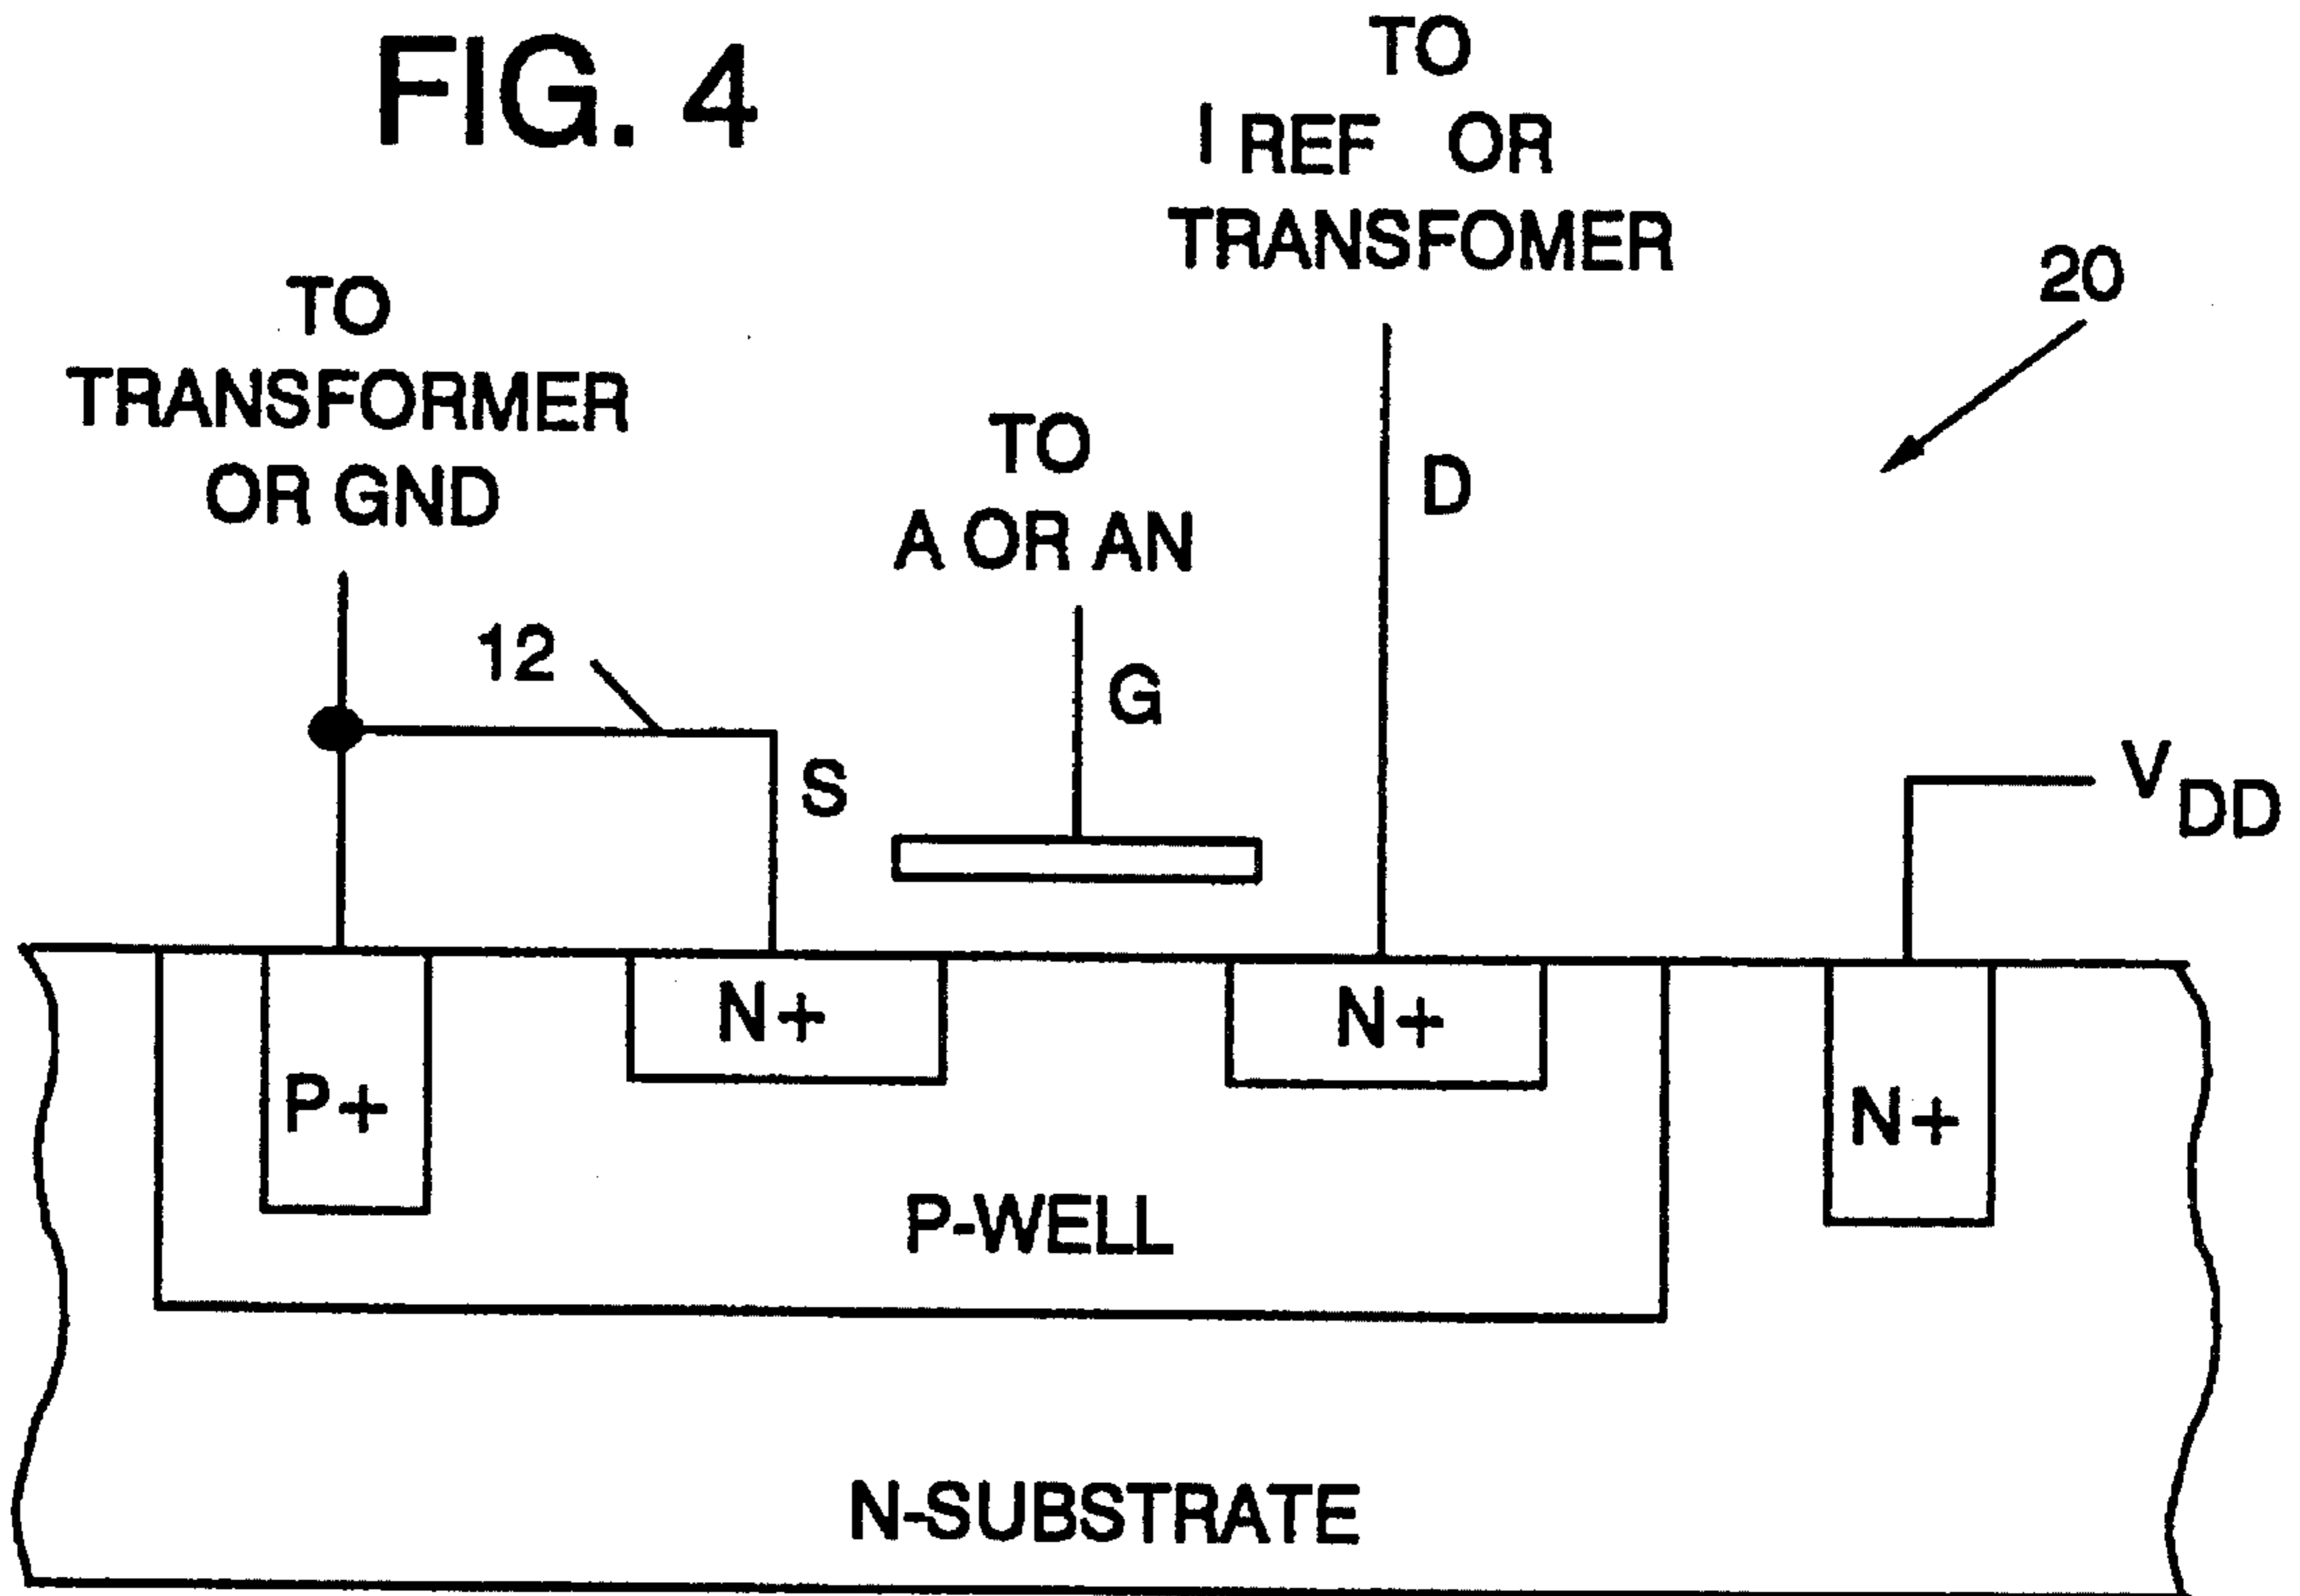 FIG. 4
TO
I REF OR
TRANSFOMER
20
TO
TRANSFORMER
OR GND
TO
A OR AN
D
12
G
S
VDD
N+
N+
P+
N+
P-WELL
N-SUBSTRATE